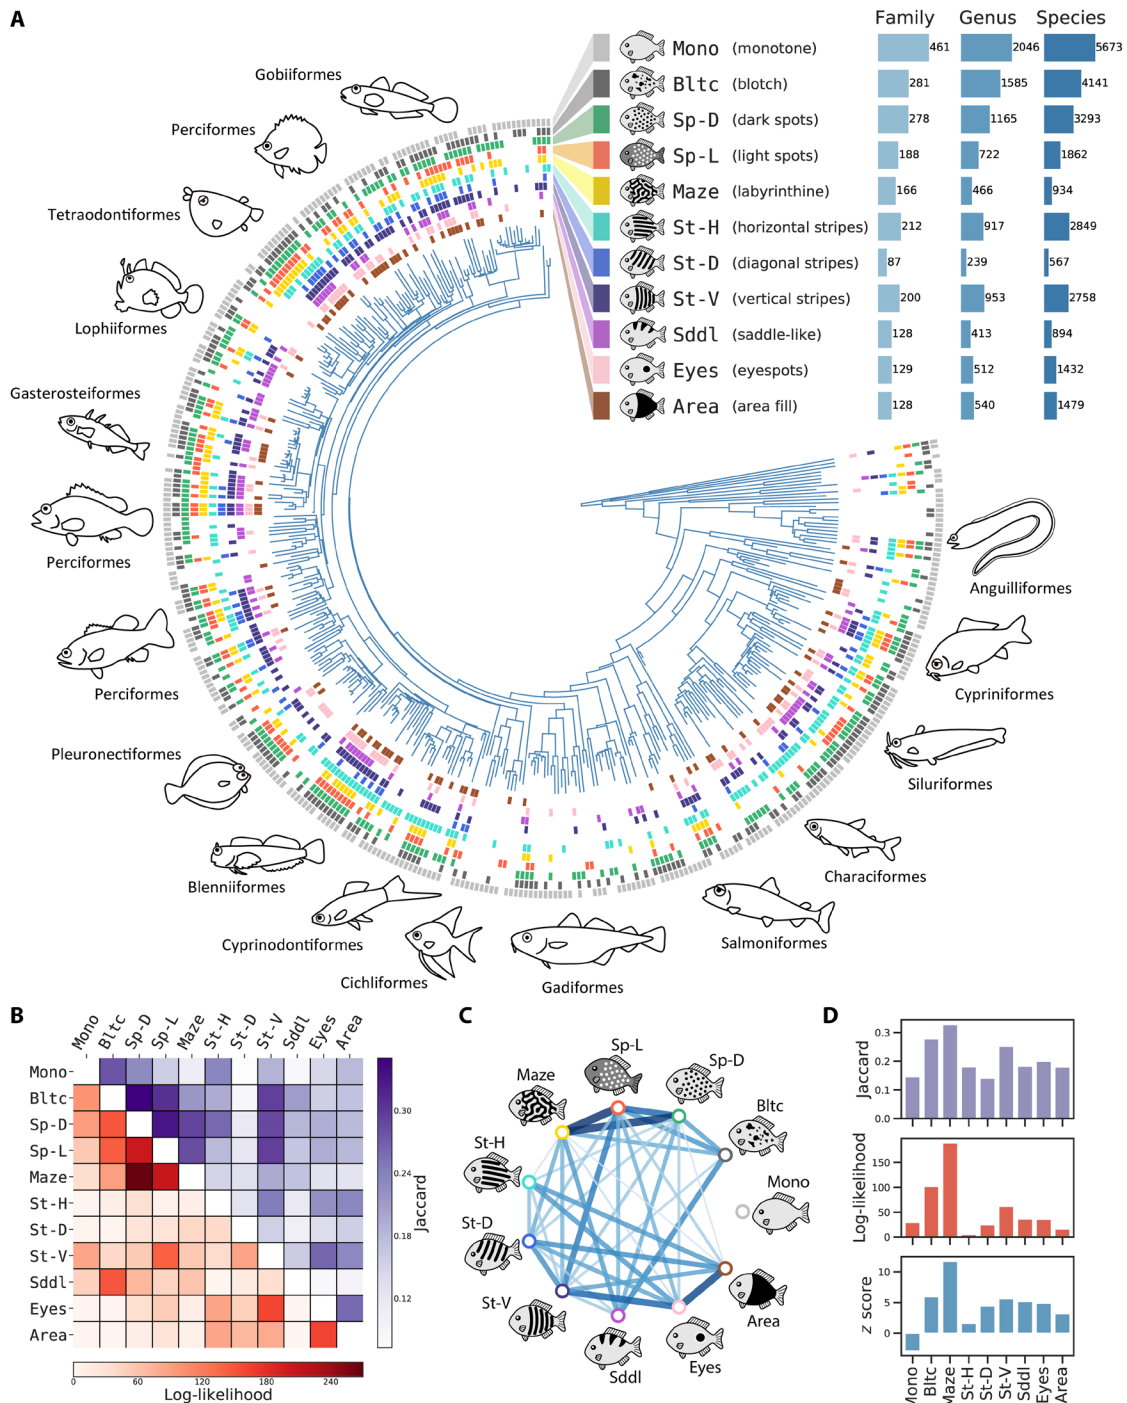 A
Family Genus Species
Mono (monotone) 461 2046 5673
Bltc (blotch) 281 1585 4141
Sp-D (dark spots) 278 1165 3293
Sp-L (light spots) 188 722 1862
Maze (labyrinthine) 166 466 934
St-H (horizontal stripes) 212 917 2849
St-D (diagonal stripes) 87 239 567
St-V (vertical stripes) 200 953 2758
Sddl (saddle-like) 128 413 894
Eyes (eyespots) 129 512 1432
Area (area fill) 128 540 1479
Gobiiformes
Perciformes
Tetraodontiformes
Lophiiformes
Gasterosteiformes
Perciformes
Perciformes
Pleuronectiformes
Blenniiformes
Cyprinodontiformes
Cichliformes
Gadiformes
Salmoniformes
Characiformes
Siluriformes
Cypriniformes
Anguilliformes
B
Mono Bltc Sp-D Sp-L Maze St-H St-D St-V Sddl Eyes Area
Mono
Bltc
Sp-D
Sp-L
Maze
St-H
St-D
St-V
Sddl
Eyes
Area
0.30
0.24
0.18
0.12
Jaccard
0 60 120 180 240
Log-likelihood
C
Sp-L
Sp-D
Maze
Bltc
St-H
Mono
St-D
St-V
Area
Sddl
Eyes
D
0.3
0.2
0.1
0.0
Jaccard
150
100
50
0
Log-likelihood
10
5
0
z score
Mono Bltc Maze St-H St-D St-V Sddl Eyes Area